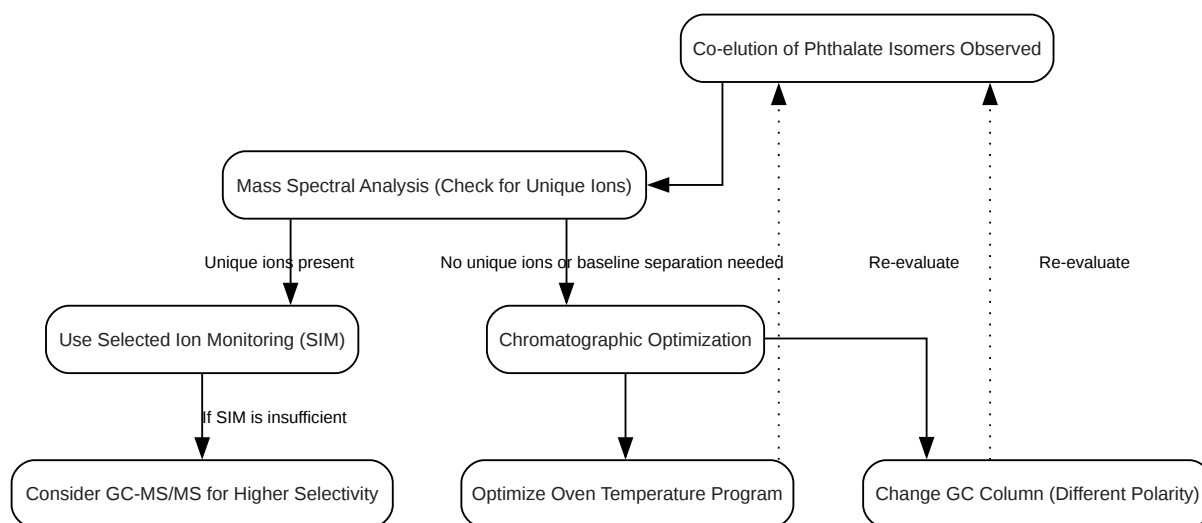 Co-elution of Phthalate Isomers Observed
Mass Spectral Analysis (Check for Unique Ions)
Unique ions present
No unique ions or baseline separation needed
Re-evaluate
Re-evaluate
Use Selected Ion Monitoring (SIM)
Chromatographic Optimization
If SIM is insufficient
Consider GC-MS/MS for Higher Selectivity
Optimize Oven Temperature Program
Change GC Column (Different Polarity)